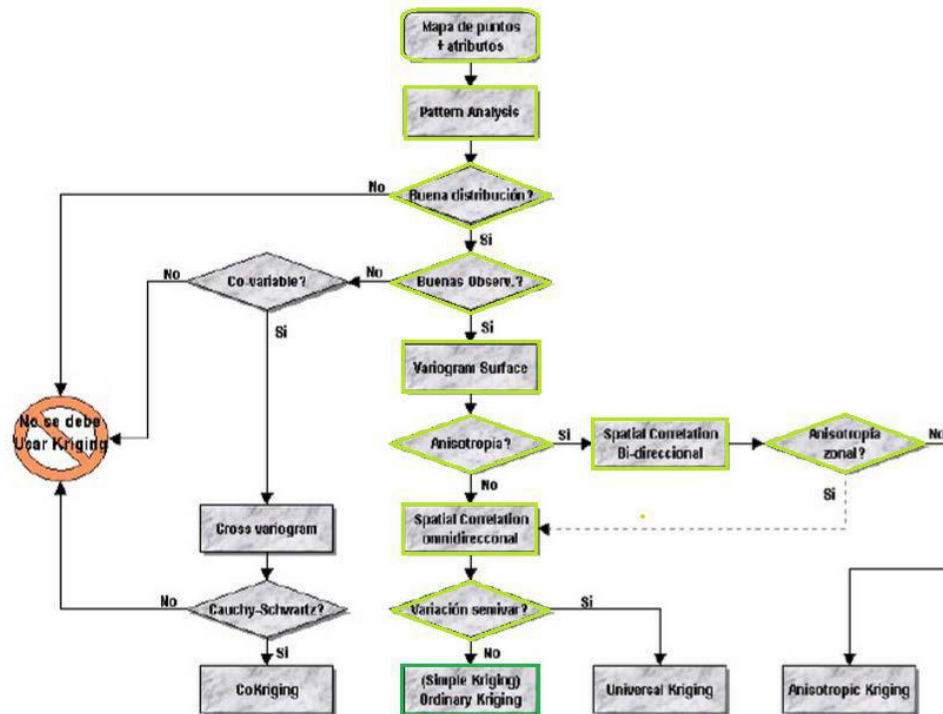 Mapa de puntos
+ atributos
Pattern Analysis
No
Buena distribución?
Si
No
Co-variable?
No
Buenas Observ.?
Si
Si
Variogram Surface
No se debe
Usar Kriging
Anisotropia?
Si
Spatial Correlation
Bi-direccional
Anisotropía
zonal?
No
No
Si
Cross variogram
Spatial Correlation
omnidirecconal
No
Cauchy-Schwartz?
Variación semivar?
Si
Si
No
CoKriging
(Simple Kriging)
Ordinary Kriging
Universal Kriging
Anisotropic Kriging